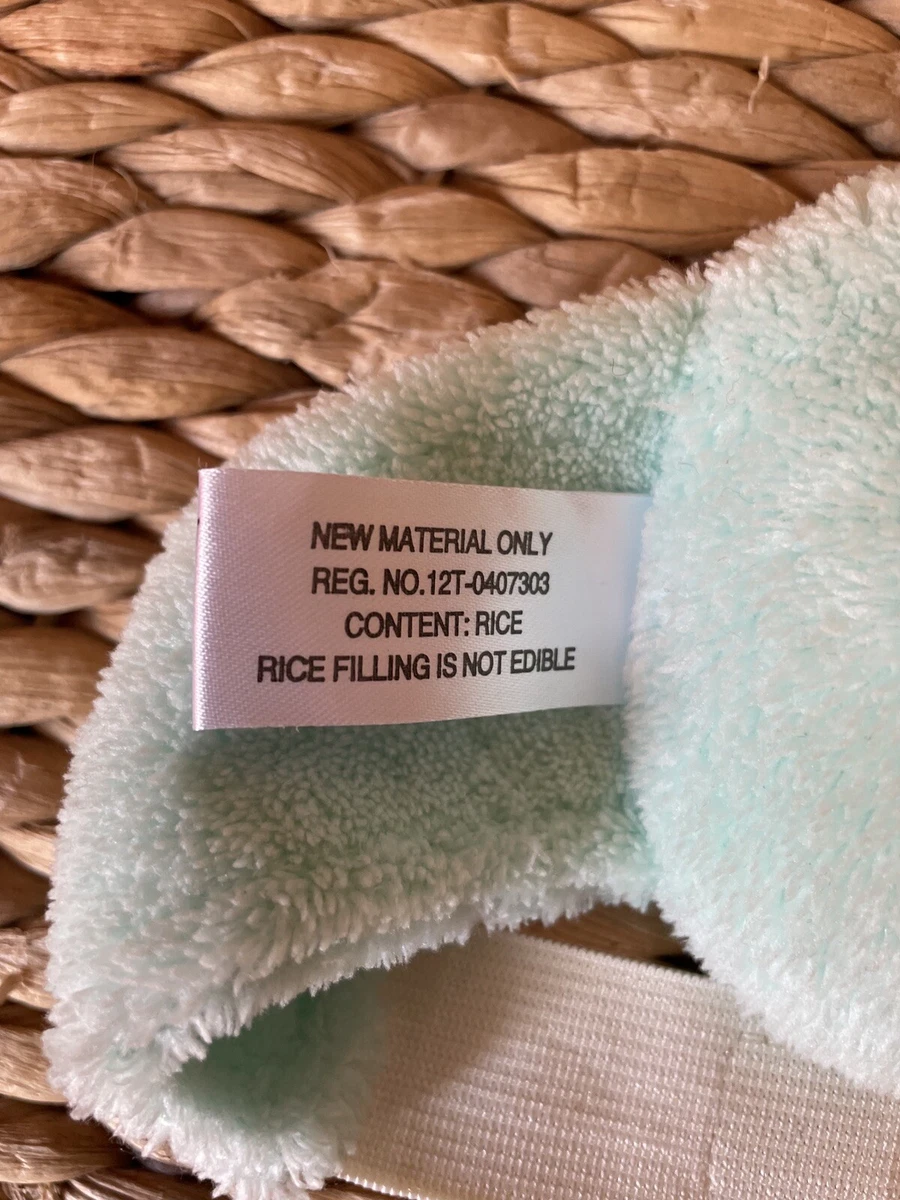 NEW MATERIAL ONLY
REG. NO.12T-0407303
CONTENT: RICE
RICE FILLING IS NOT EDIBLE